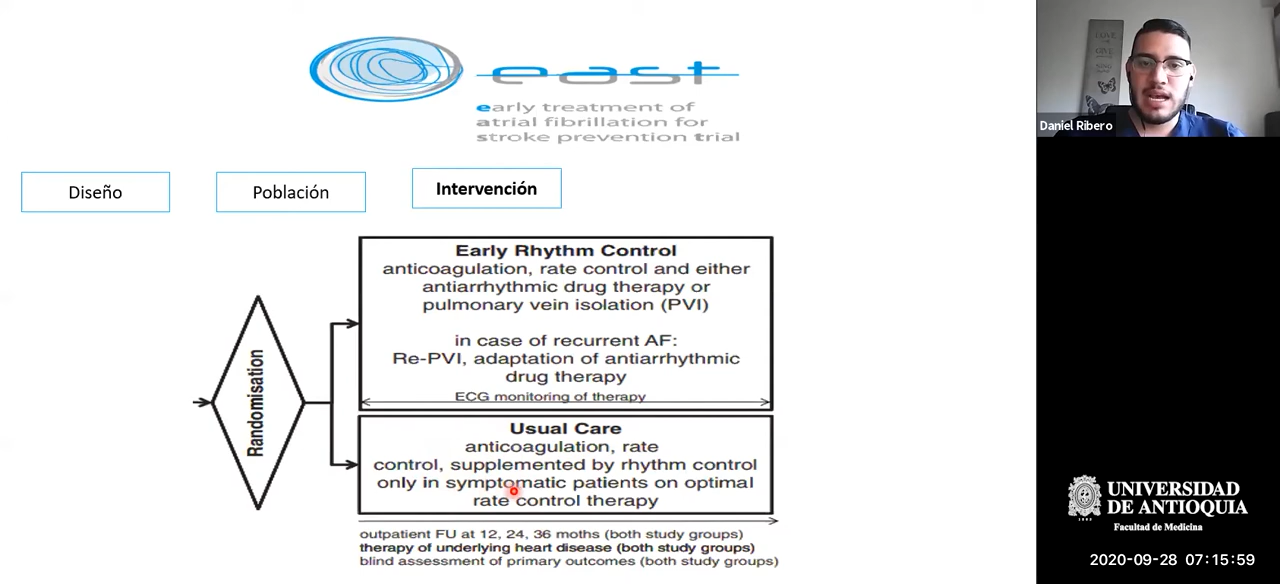 east
early treatment of
atrial fibrillation for
stroke prevention trial
Diseño
Población
Intervención
Randomisation
Early Rhythm Control
anticoagulation, rate control and either
antiarrhythmic drug therapy or
pulmonary vein isolation (PVI)
in case of recurrent AF:
Re-PVI, adaptation of antiarrhythmic
drug therapy
ECG monitoring of therapy
Usual Care
anticoagulation, rate
control, supplemented by rhythm control
only in symptomatic patients on optimal
rate control therapy
outpatient FU at 12, 24, 36 moths (both study groups)
therapy of underlying heart disease (both study groups)
blind assessment of primary outcomes (both study groups)
Daniel Ribero
UNIVERSIDAD
DE ANTIOQUIA
1803
Facultad de Medicina
2020-09-28 07:15:59